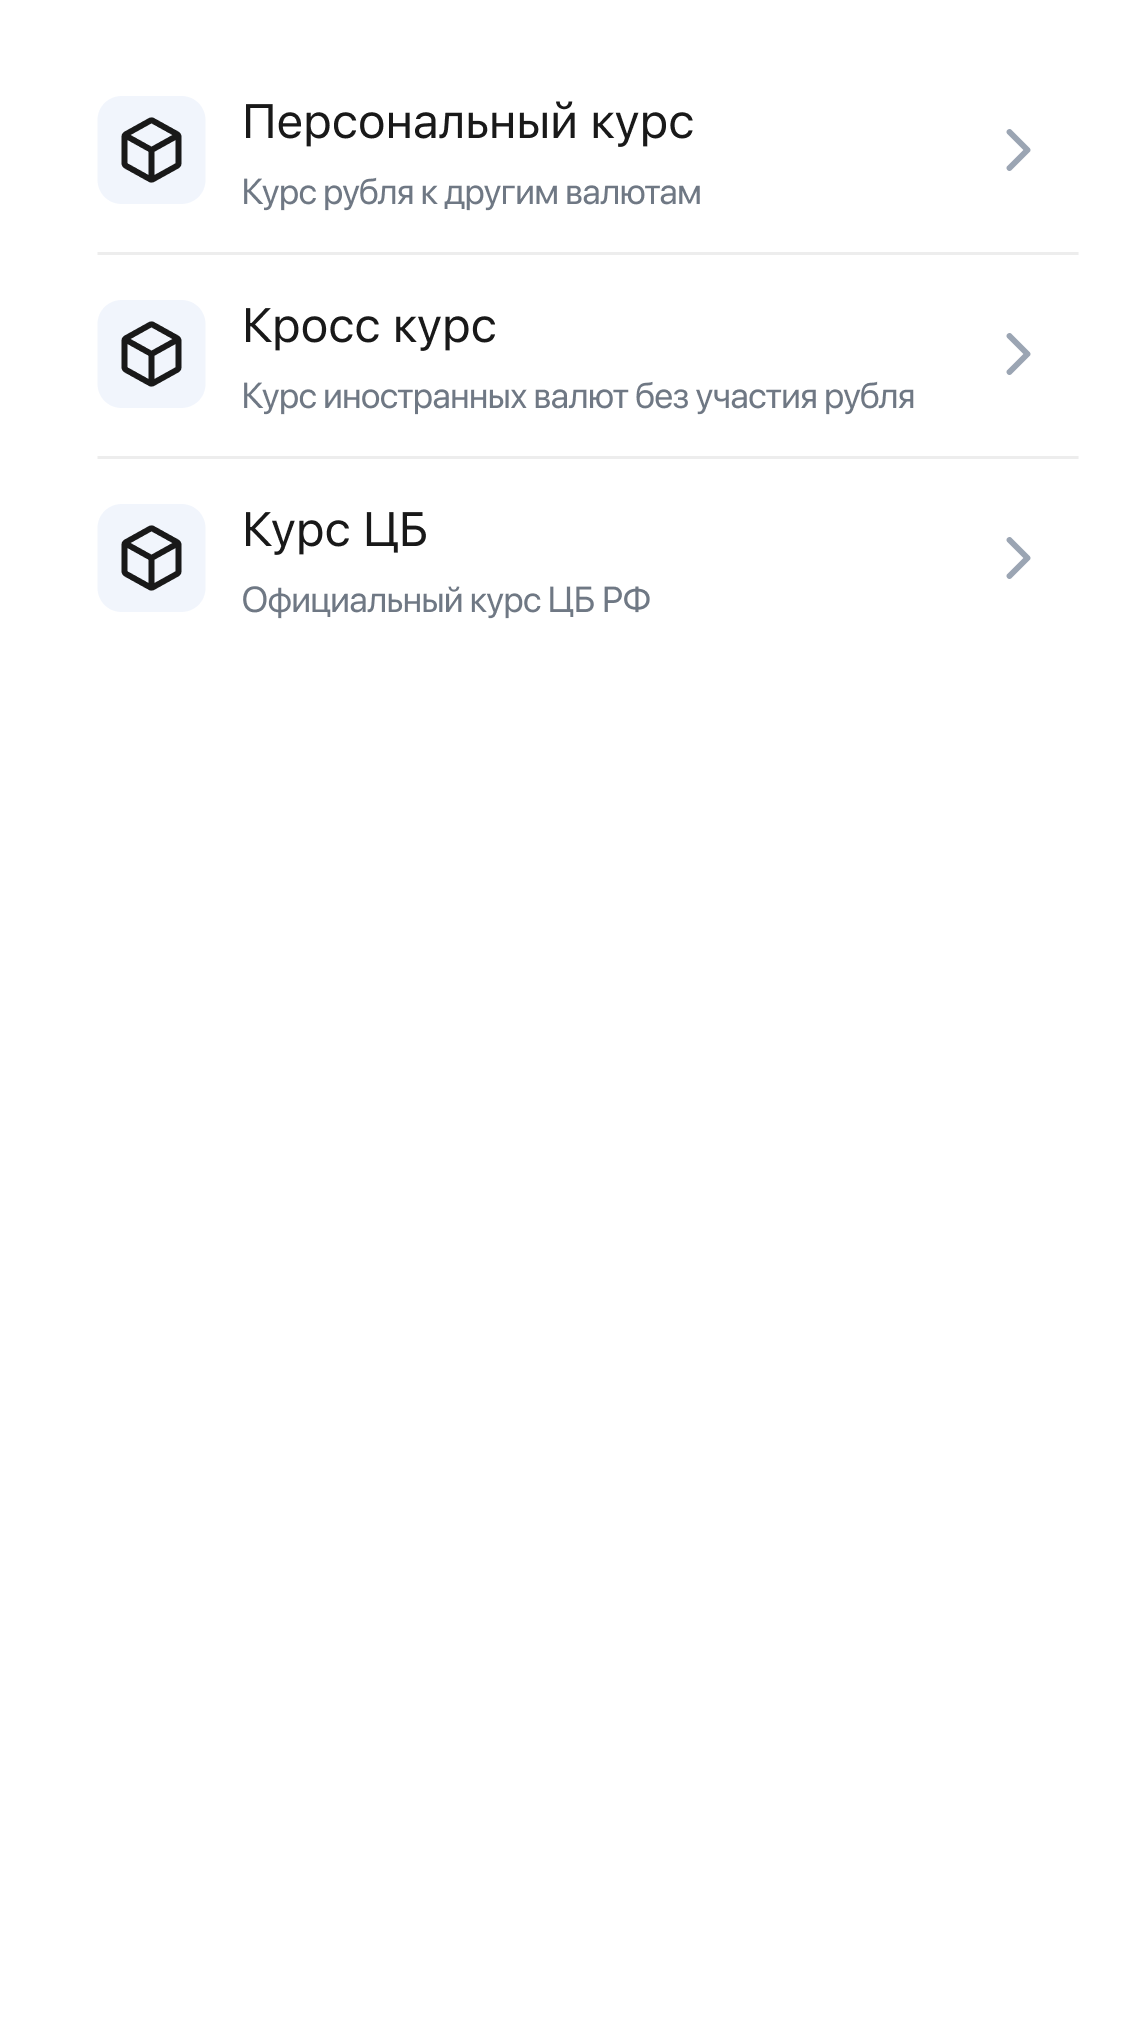 Персональный курс
Курс рубля к другим валютам
Кросс курс
Курс иностранных валют без участия рубля
Курс ЦБ
Официальный курс ЦБ РФ